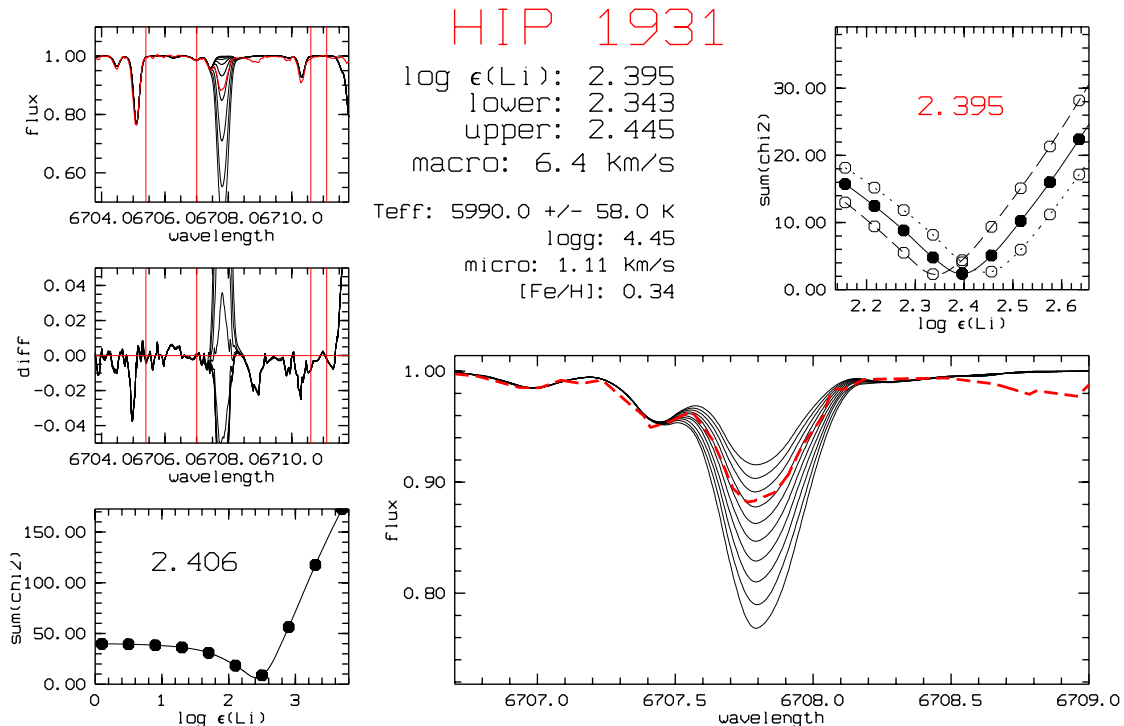 HIP 1931
log ϵ(Li): 2.395
lower: 2.343
upper: 2.445
macro: 6.4 Km/s
Teff: 5990.0 +/- 58.0 K
logg: 4.45
micro: 1.11 Km/s
[Fe/H]: 0.34
1.00
0.80
0.60
flux
6704.0 6706.0 6708.0 6710.0
wavelength
0.04
0.02
0.00
-0.02
-0.04
diff
6704.0 6706.0 6708.0 6710.0
wavelength
150.00
100.00
50.00
0.00
sum(chi2)
2.406
0 1 2 3
log ϵ(Li)
30.00
20.00
10.00
0.00
sum(chi2)
2.395
2.2 2.3 2.4 2.5 2.6
log ϵ(Li)
1.00
0.90
0.80
flux
6707.0 6707.5 6708.0 6708.5 6709.0
wavelength